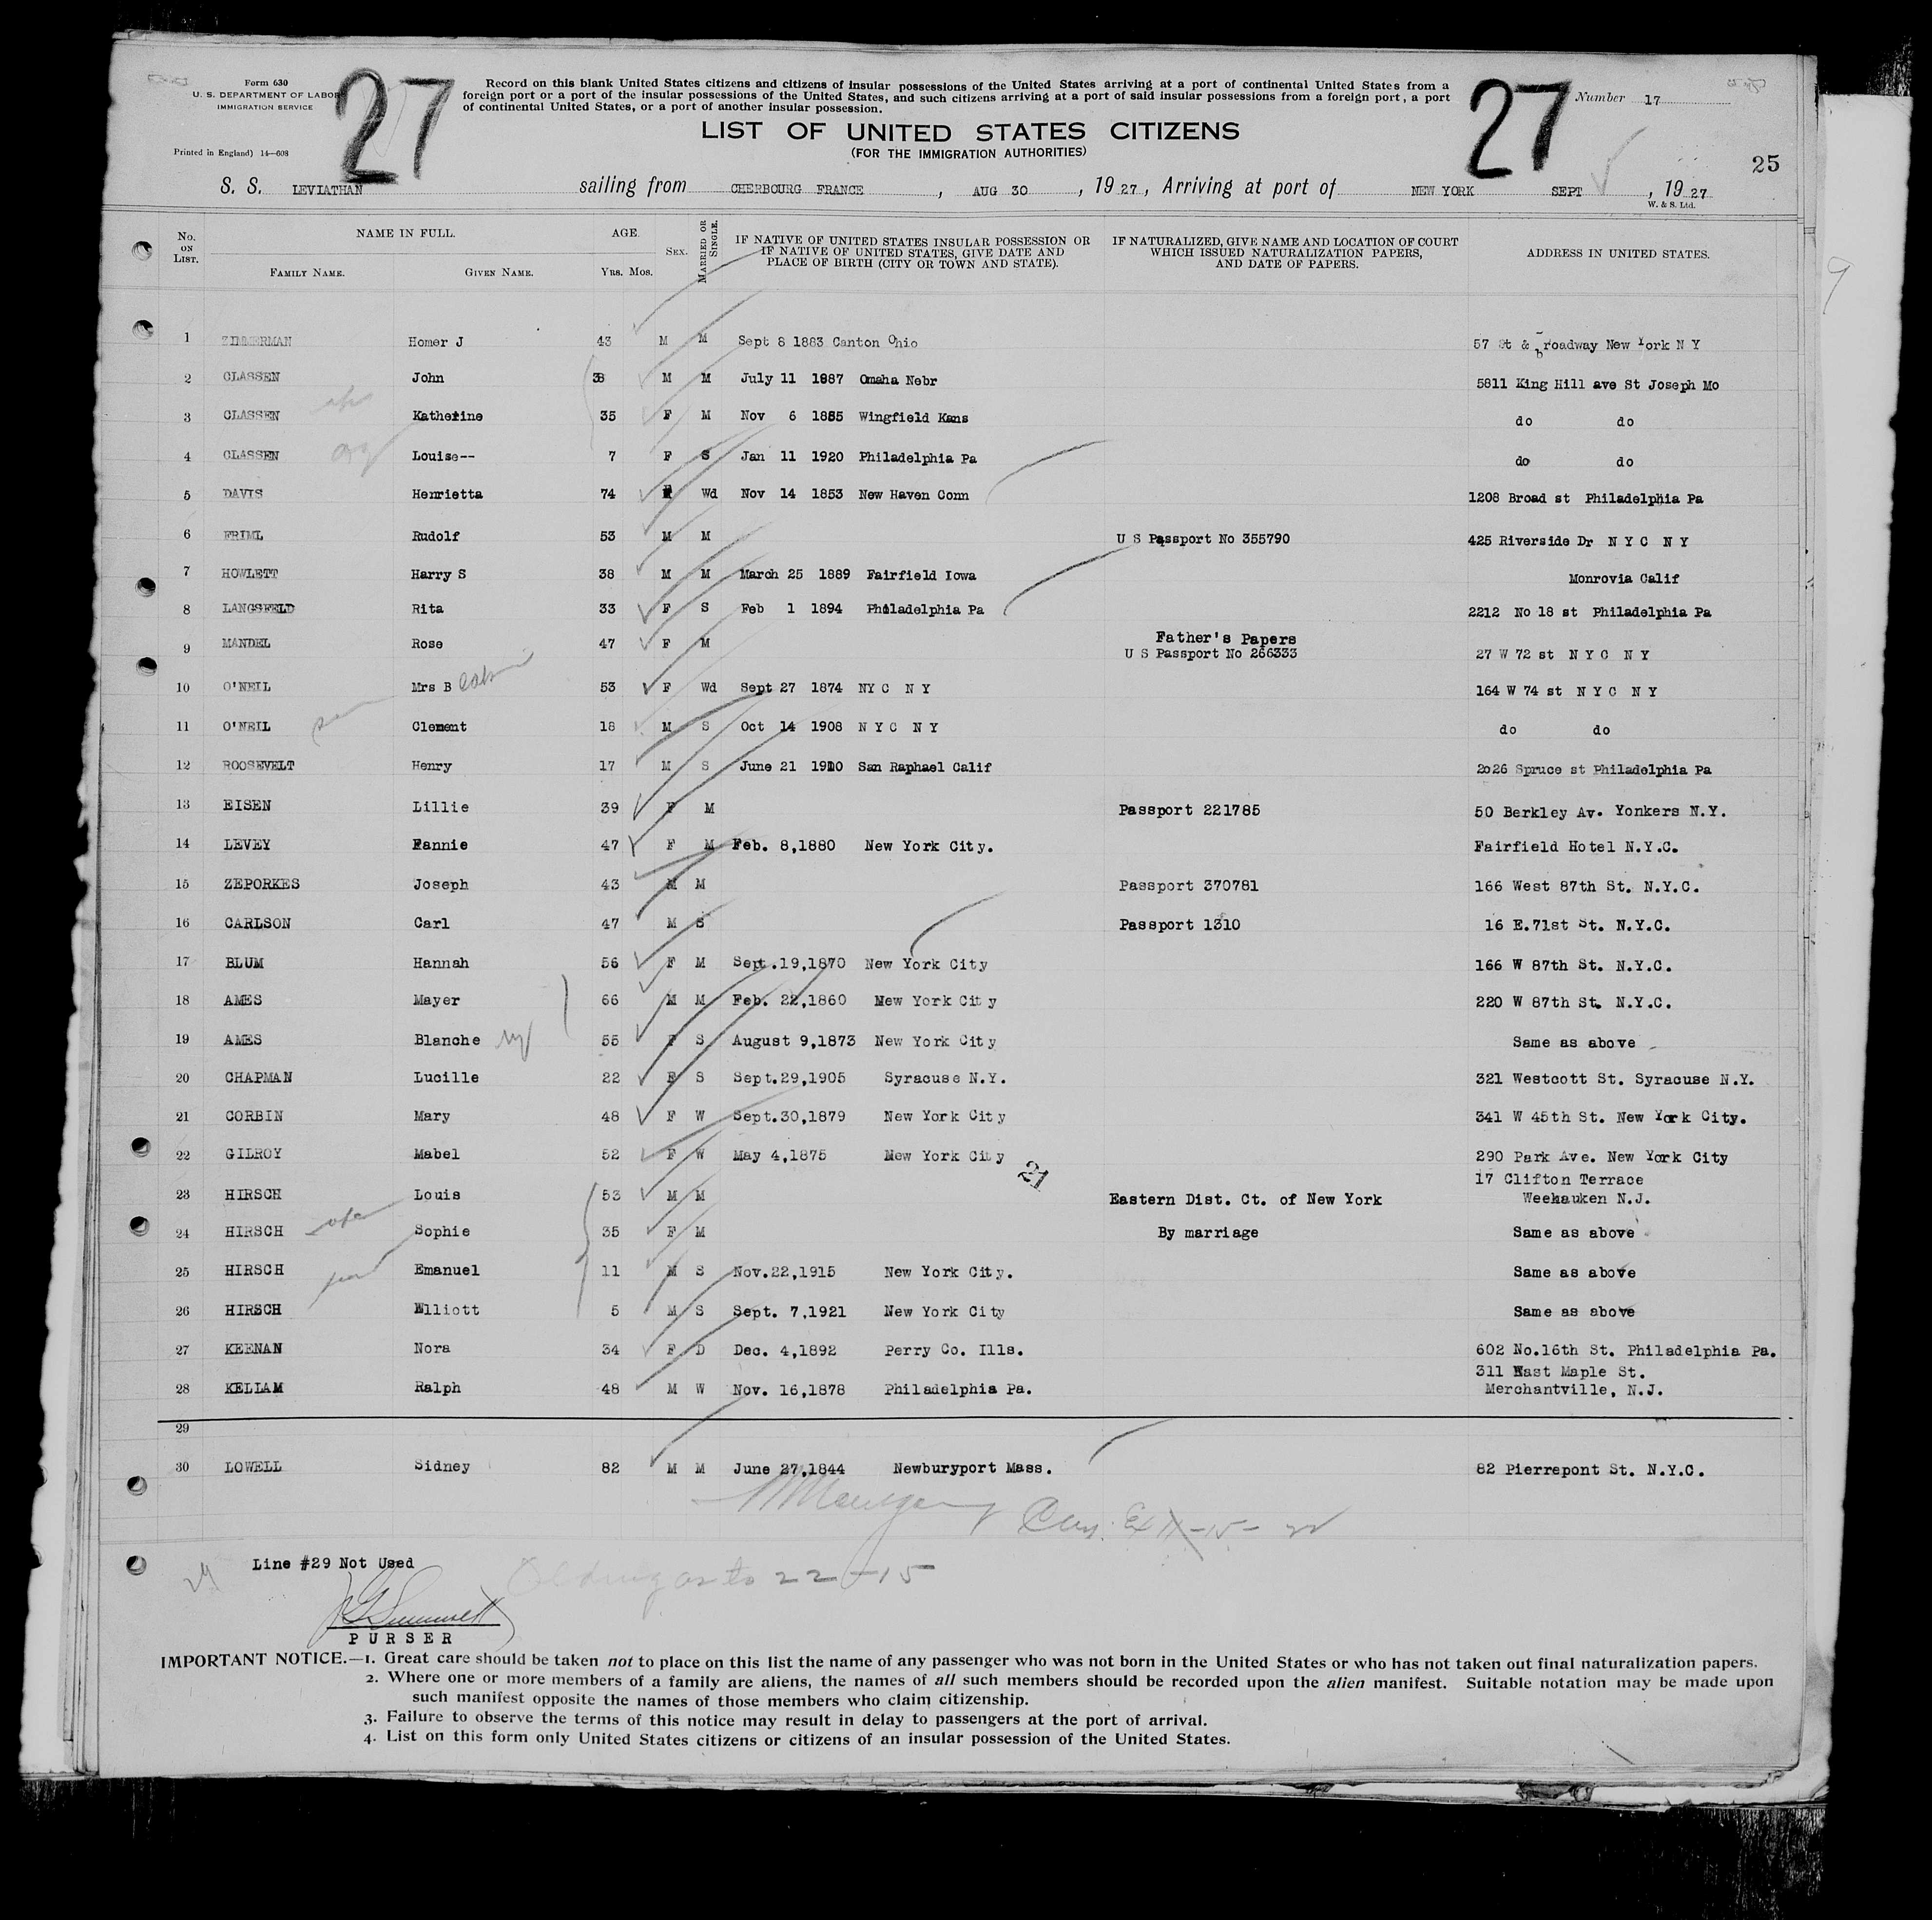 Form 630
U. S. DEPARTMENT OF LABOR
IMMIGRATION SERVICE
Printed in England) 14—608
27
Record on this blank United States citizens and citizens of insular possessions of the United States arriving at a port of continental United States from a
foreign port or a port of the insular possessions of the United States, and such citizens arriving at a port of said insular possessions from a foreign port, a port
of continental United States, or a port of another insular possession.
27
Number 17
LIST OF UNITED STATES CITIZENS
(FOR THE IMMIGRATION AUTHORITIES)
25
S. S. LEVIATHAN sailing from CHERBOURG FRANCE, AUG 30, 1927, Arriving at port of NEW YORK SEPT, 1927
W. & S. Ltd.
No. ON LIST. NAME IN FULL. FAMILY NAME. GIVEN NAME. AGE. Yrs. Mos. SEX. MARRIED OR SINGLE. IF NATIVE OF UNITED STATES INSULAR POSSESSION OR IF NATIVE OF UNITED STATES, GIVE DATE AND PLACE OF BIRTH (CITY OR TOWN AND STATE). IF NATURALIZED, GIVE NAME AND LOCATION OF COURT WHICH ISSUED NATURALIZATION PAPERS, AND DATE OF PAPERS. ADDRESS IN UNITED STATES.
1 ZIMMERMAN Homer J 43 M M Sept 8 1883 Canton Ohio 57 St & Broadway New York N Y
2 CLASSEN John 38 M M July 11 1887 Omaha Nebr 5811 King Hill ave St Joseph Mo
3 CLASSEN Katherine 35 F M Nov 6 1885 Wingfield Kans do do
4 CLASSEN Louise-- 7 F S Jan 11 1920 Philadelphia Pa do do
5 DAVIS Henrietta 74 F Wd Nov 14 1853 New Haven Conn 1208 Broad st Philadelphia Pa
6 FRIML Rudolf 53 M M U S Passport No 355790 425 Riverside Dr N Y C N Y
7 HOWLETT Harry S 38 M M March 25 1889 Fairfield Iowa Monrovia Calif
8 LANGSFELD Rita 33 F S Feb 1 1894 Philadelphia Pa 2212 No 18 st Philadelphia Pa
9 MANDEL Rose 47 F M Father's Papers
U S Passport No 266333 27 W 72 st N Y C N Y
10 O'NEIL Mrs B 53 F Wd Sept 27 1874 NY C N Y 164 W 74 st N Y C N Y
11 O'NEIL Clement 18 M S Oct 14 1908 N Y C N Y do do
12 ROOSEVELT Henry 17 M S June 21 1910 San Raphael Calif 2026 Spruce st Philadelphia Pa
13 EISEN Lillie 39 F M Passport 221785 50 Berkley Av. Yonkers N.Y.
14 LEVEY Fannie 47 F M Feb. 8,1880 New York City. Fairfield Hotel N.Y.C.
15 ZEPORKES Joseph 43 M M Passport 370781 166 West 87th St. N.Y.C.
16 CARLSON Carl 47 M S Passport 1310 16 E.71st St. N.Y.C.
17 BLUM Hannah 56 F M Sept.19,1870 New York City 166 W 87th St. N.Y.C.
18 AMES Mayer 66 M M Feb. 22,1860 New York City 220 W 87th St. N.Y.C.
19 AMES Blanche 55 F S August 9,1873 New York City Same as above
20 CHAPMAN Lucille 22 F S Sept.29,1905 Syracuse N.Y. 321 Westcott St. Syracuse N.Y.
21 CORBIN Mary 48 F W Sept.30,1879 New York City 341 W 45th St. New York City.
22 GILROY Mabel 52 F W May 4,1875 New York City 290 Park Ave. New York City
21
23 HIRSCH Louis 53 M M Eastern Dist. Ct. of New York 17 Clifton Terrace
Weehauken N.J.
24 HIRSCH Sophie 35 F M By marriage Same as above
25 HIRSCH Emanuel 11 M S Nov.22,1915 New York City. Same as above
26 HIRSCH Elliott 5 M S Sept. 7,1921 New York City Same as above
27 KEENAN Nora 34 F D Dec. 4,1892 Perry Co. Ills. 602 No.16th St. Philadelphia Pa.
28 KELLAM Ralph 48 M W Nov. 16,1878 Philadelphia Pa. 311 East Maple St.
Merchantville, N.J.
29
30 LOWELL Sidney 82 M M June 27,1844 Newburyport Mass. 82 Pierrepont St. N.Y.C.
Line #29 Not Used
22-15
PURSER
IMPORTANT NOTICE.—1. Great care should be taken not to place on this list the name of any passenger who was not born in the United States or who has not taken out final naturalization papers.
2. Where one or more members of a family are aliens, the names of all such members should be recorded upon the alien manifest. Suitable notation may be made upon
such manifest opposite the names of those members who claim citizenship.
3. Failure to observe the terms of this notice may result in delay to passengers at the port of arrival.
4. List on this form only United States citizens or citizens of an insular possession of the United States.